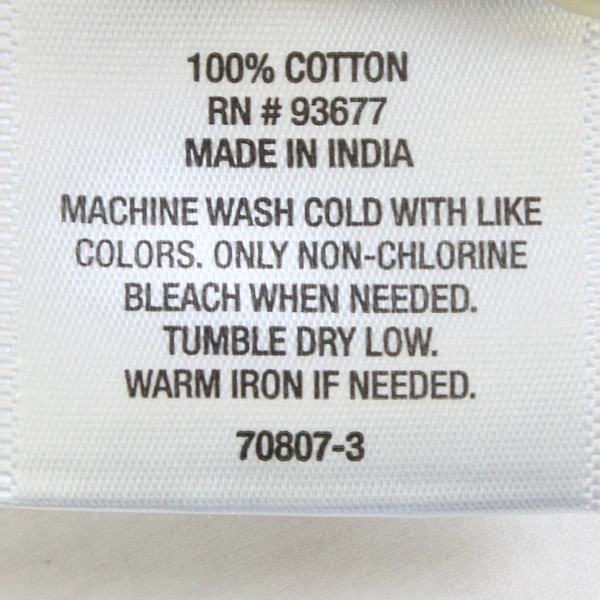 100% COTTON
RN # 93677
MADE IN INDIA
MACHINE WASH COLD WITH LIKE
COLORS. ONLY NON-CHLORINE
BLEACH WHEN NEEDED.
TUMBLE DRY LOW.
WARM IRON IF NEEDED.
70807-3